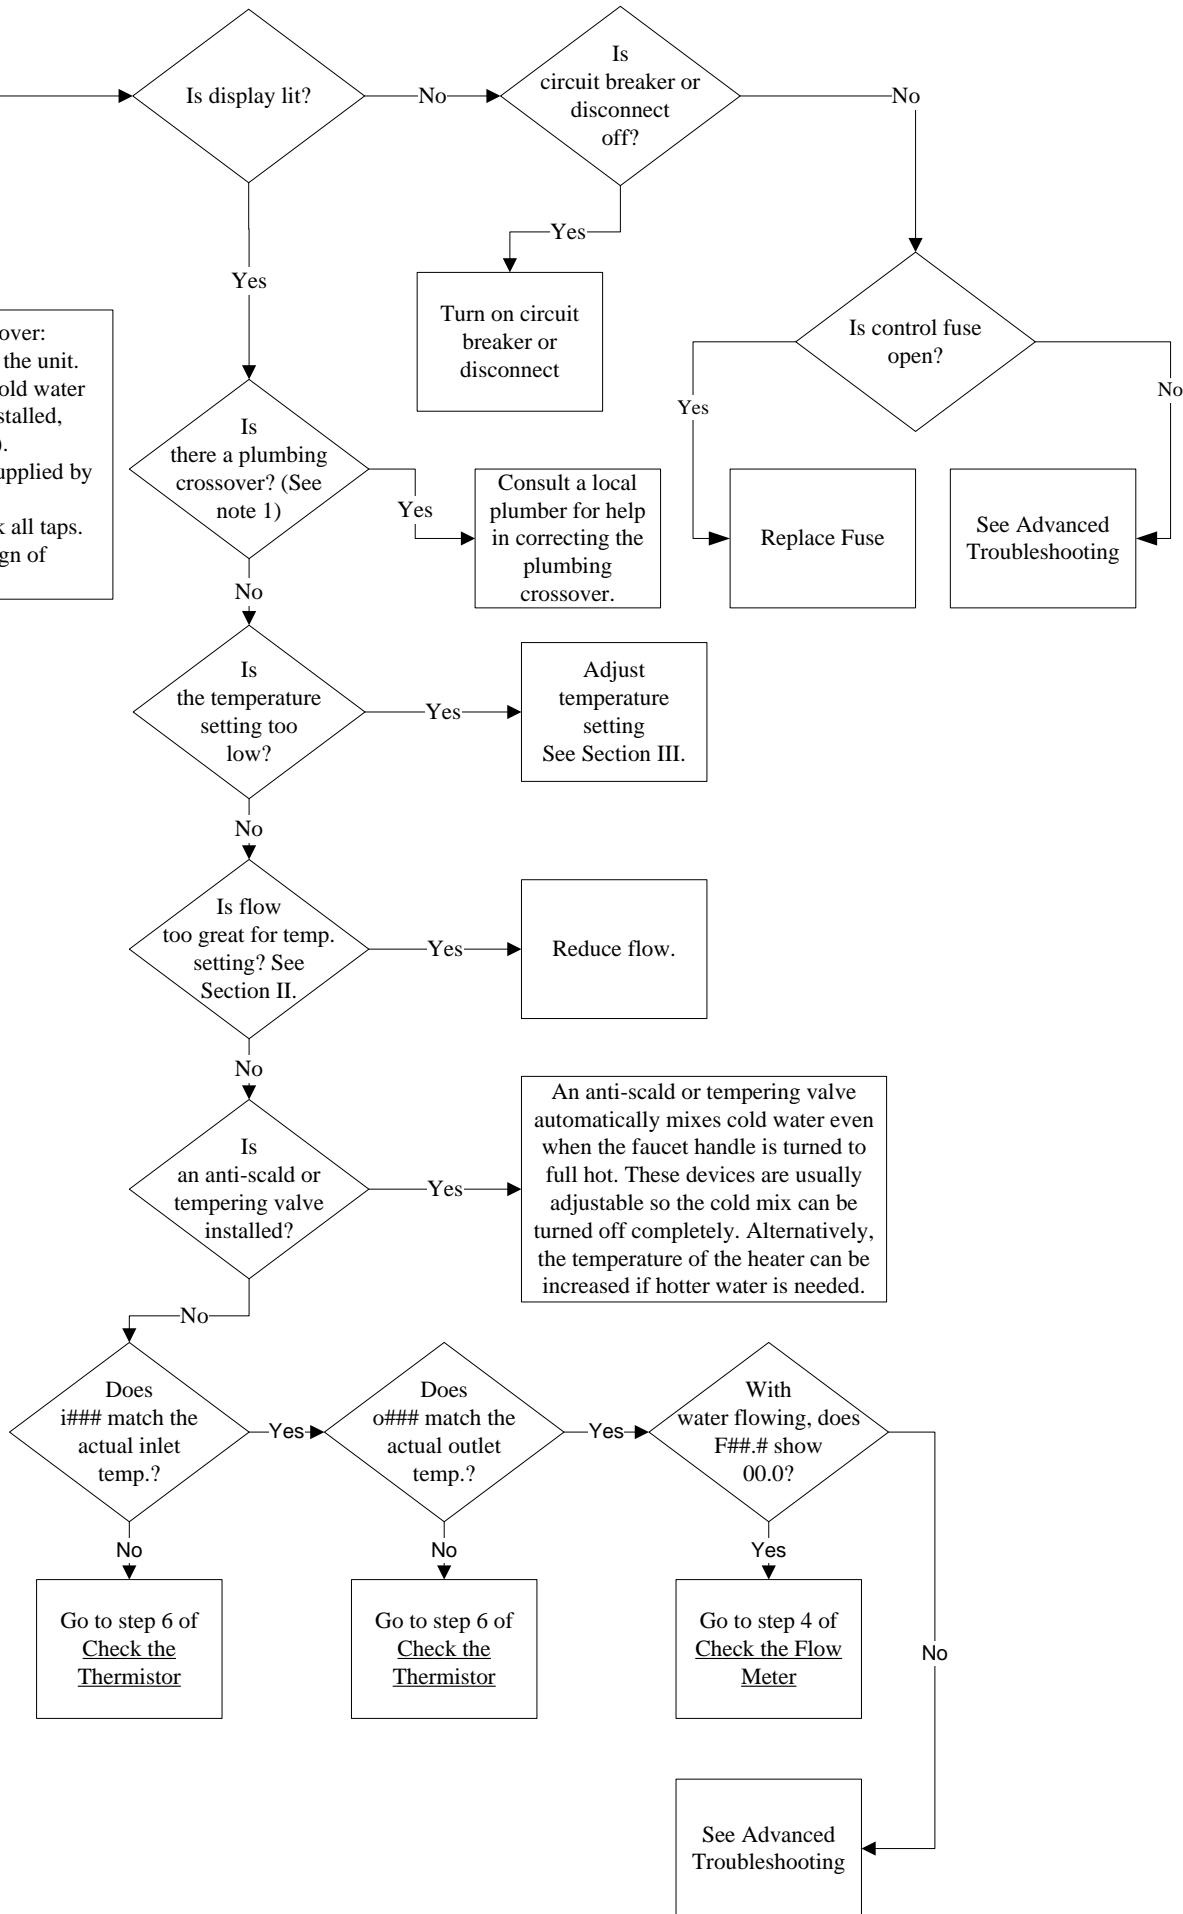 Is display lit?
No
Is
circuit breaker or
disconnect
off?
No
Yes
Yes
Turn on circuit
breaker or
disconnect
Is control fuse
open?
Yes
No
over:
the unit.
old water
stalled,
).
upplied by
k all taps.
gn of
Is
there a plumbing
crossover? (See
note 1)
Yes
Consult a local
plumber for help
in correcting the
plumbing
crossover.
Replace Fuse
See Advanced
Troubleshooting
No
Is
the temperature
setting too
low?
Yes
Adjust
temperature
setting
See Section III.
No
Is flow
too great for temp.
setting? See
Section II.
Yes
Reduce flow.
No
Is
an anti-scald or
tempering valve
installed?
Yes
An anti-scald or tempering valve
automatically mixes cold water even
when the faucet handle is turned to
full hot. These devices are usually
adjustable so the cold mix can be
turned off completely. Alternatively,
the temperature of the heater can be
increased if hotter water is needed.
No
Does
i### match the
actual inlet
temp.?
Yes
Does
o### match the
actual outlet
temp.?
Yes
With
water flowing, does
F##.# show
00.0?
No
No
Yes
No
Go to step 6 of
Check the
Thermistor
Go to step 6 of
Check the
Thermistor
Go to step 4 of
Check the Flow
Meter
See Advanced
Troubleshooting